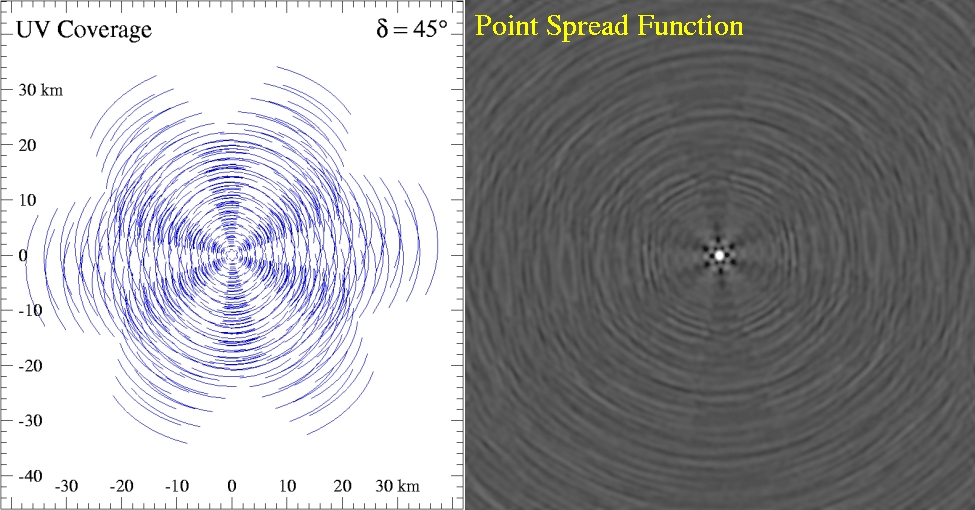 UV Coverage
δ = 45°
30 km
20
10
0
-10
-20
-30
-40
-30 -20 -10 0 10 20 30 km
Point Spread Function